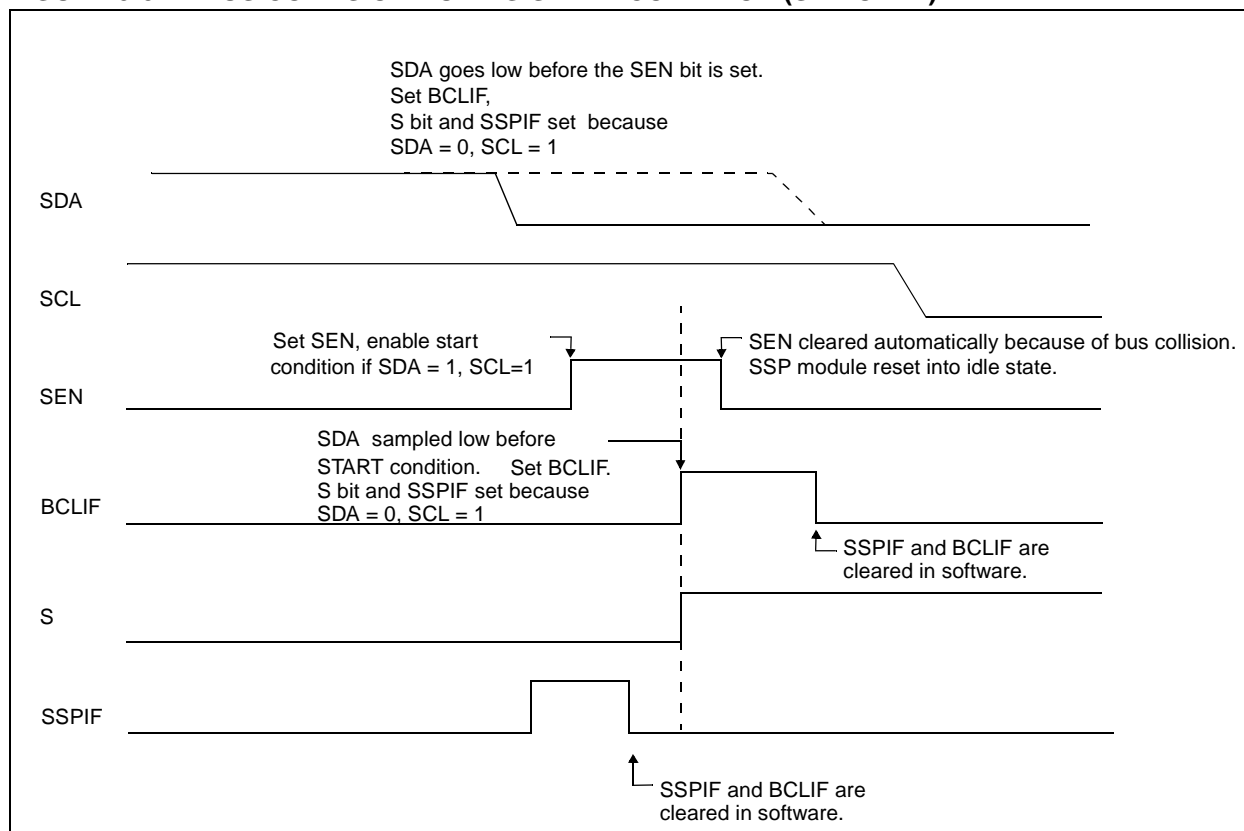 SDA goes low before the SEN bit is set.
Set BCLIF,
S bit and SSPIF set because
SDA = 0, SCL = 1
SDA
SCL
Set SEN, enable start
condition if SDA = 1, SCL=1
SEN cleared automatically because of bus collision.
SSP module reset into idle state.
SEN
SDA sampled low before
START condition. Set BCLIF.
S bit and SSPIF set because
SDA = 0, SCL = 1
BCLIF
SSPIF and BCLIF are
cleared in software.
S
SSPIF
SSPIF and BCLIF are
cleared in software.